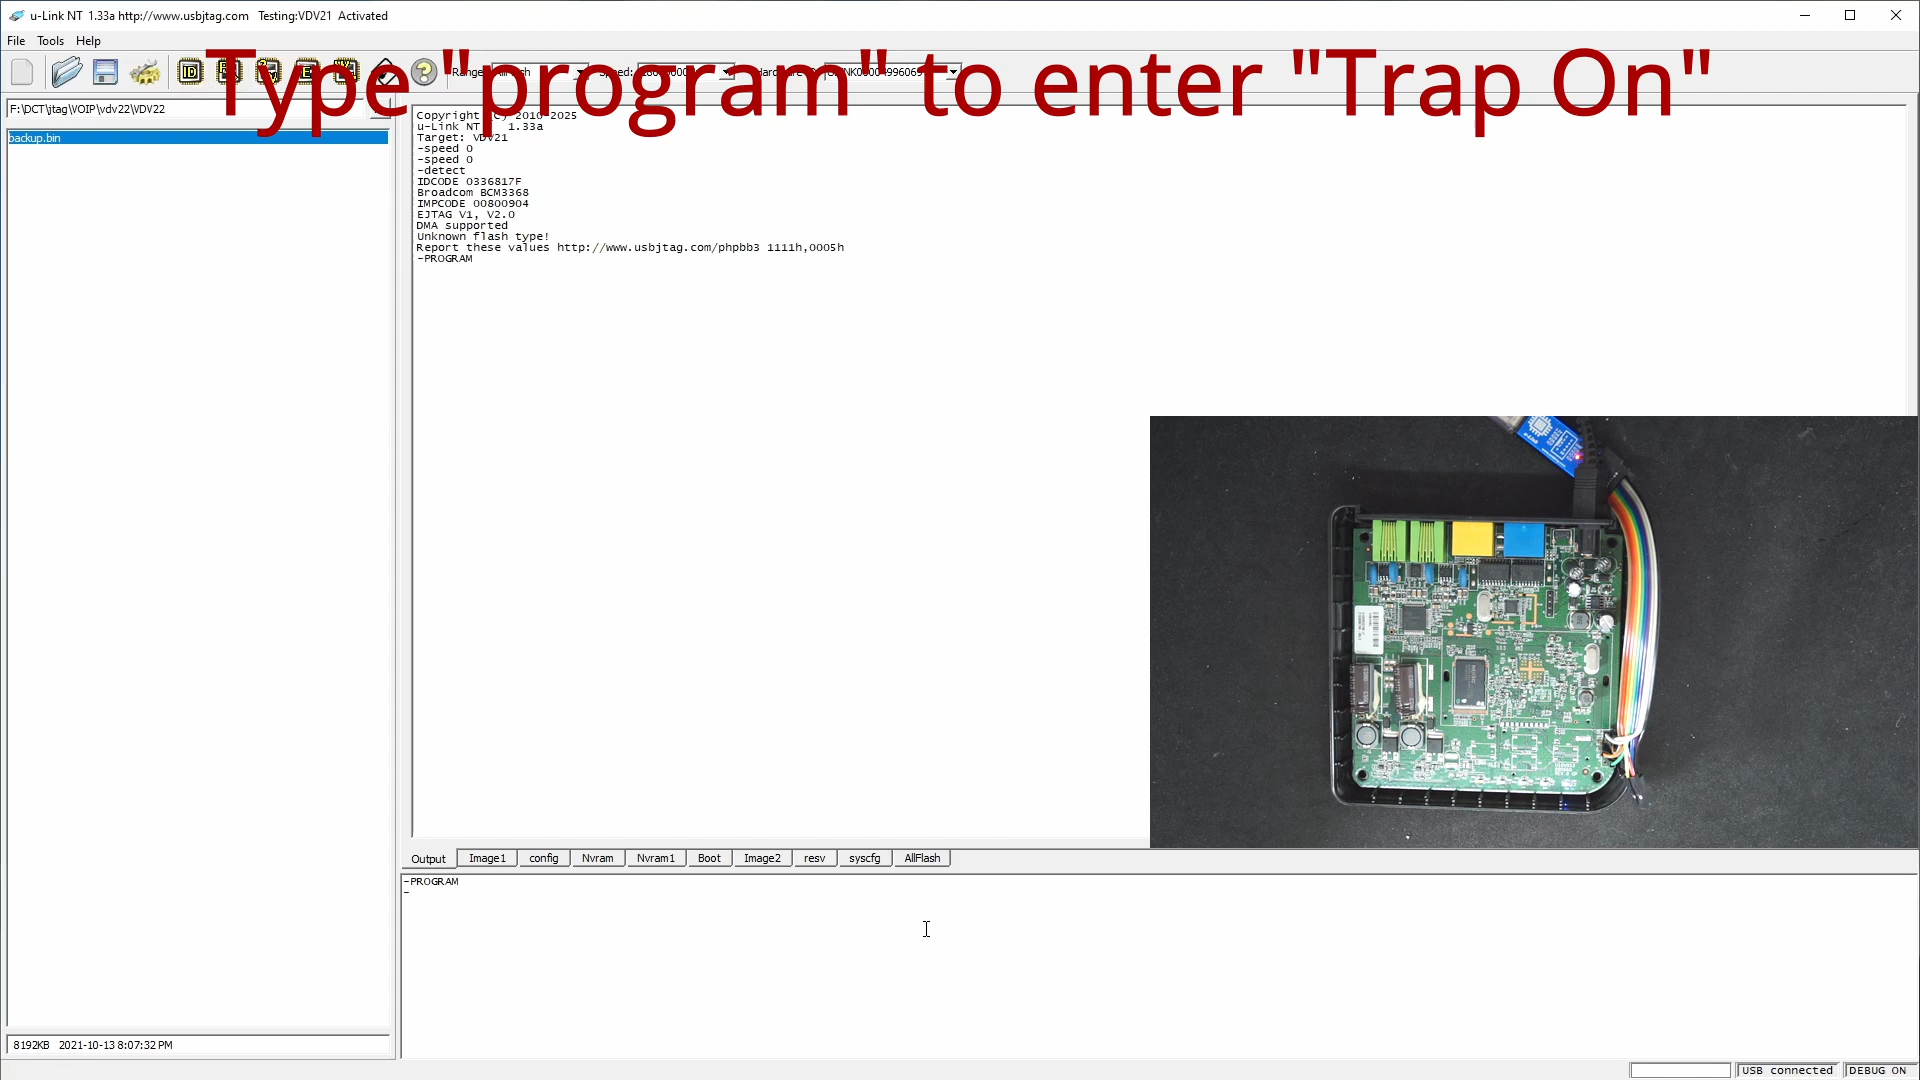 u-Link NT 1.33a http://www.usbjtag.com Testing:VDV21 Activated
File Tools Help
Type "program" to enter "Trap On"
F:\DCT\jtag\VOIP\vdv22\VDV22
backup.bin
Copyright (C) 2010-2025
u-Link NT 1.33a
Target: VDV21
-speed 0
-speed 0
-detect
IDCODE 0336817F
Broadcom BCM3368
IMPCODE 00800904
EJTAG V1, V2.0
DMA supported
Unknown flash type!
Report these values http://www.usbjtag.com/phpbb3 1111h,0005h
-PROGRAM
Output Image1 config Nvram Nvram1 Boot Image2 resv syscfg AllFlash
-PROGRAM
-
8192KB 2021-10-13 8:07:32 PM
USB connected DEBUG ON